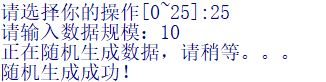 请选择你的操作[0~25]:25
请输入数据规模：10
正在随机生成数据，请稍等。。。
随机生成成功！